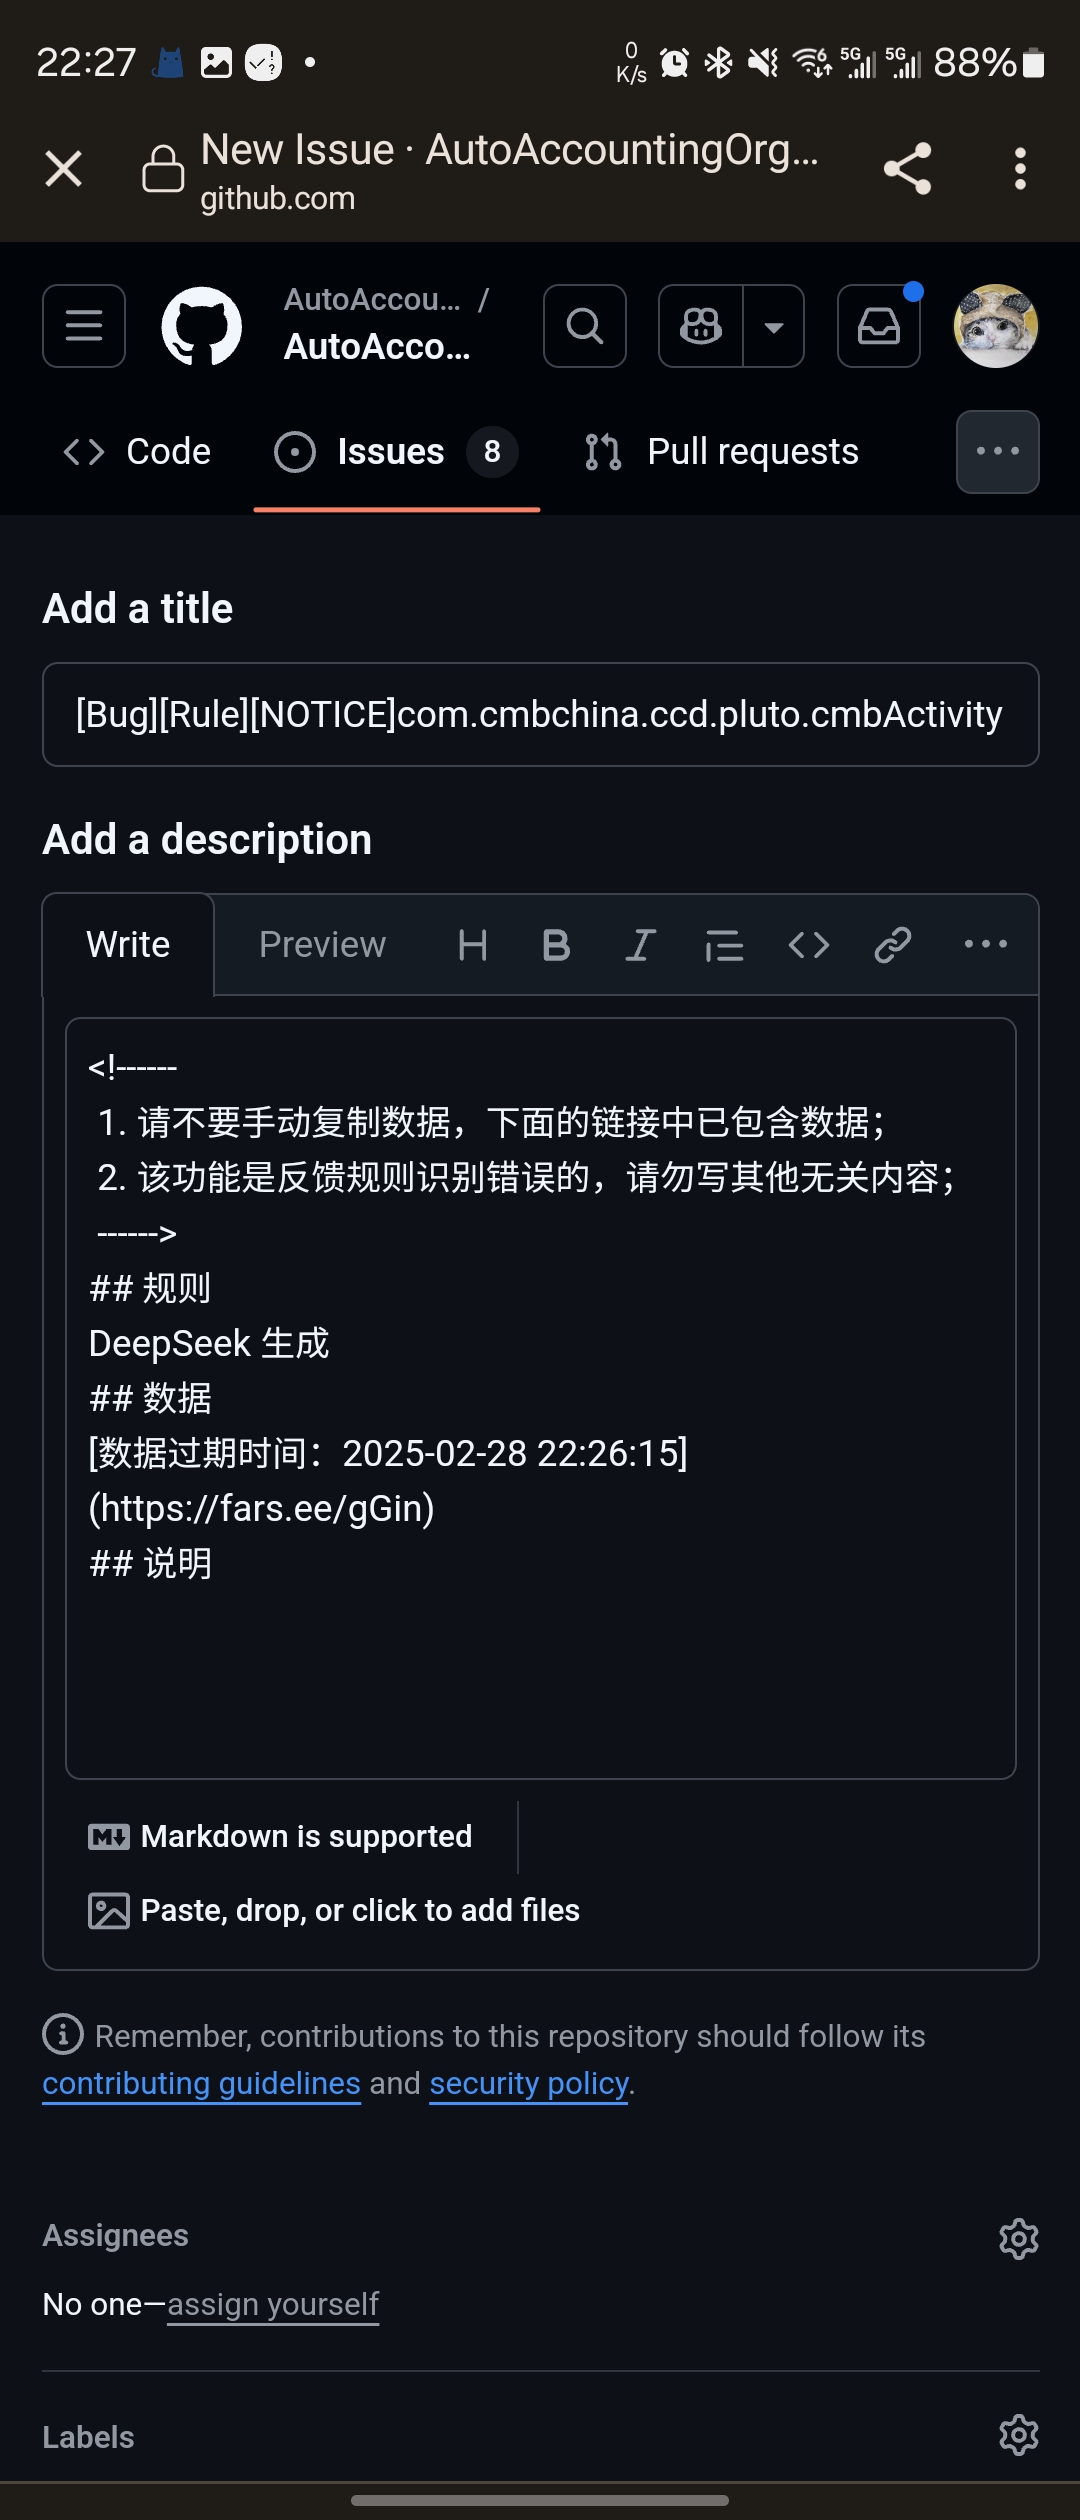 22:27
0 K/s
5G
5G
88%
New Issue · AutoAccountingOrg...
github.com
AutoAccou... /
AutoAcco...
Code
Issues 8
Pull requests
Add a title
[Bug][Rule][NOTICE]com.cmbchina.ccd.pluto.cmbActivity
Add a description
Write
Preview
<!------
1. 请不要手动复制数据，下面的链接中已包含数据；
2. 该功能是反馈规则识别错误的，请勿写其他无关内容；
------>
## 规则
DeepSeek 生成
## 数据
[数据过期时间：2025-02-28 22:26:15]
(https://fars.ee/gGin)
## 说明
Markdown is supported
Paste, drop, or click to add files
Remember, contributions to this repository should follow its
contributing guidelines and security policy.
Assignees
No one—assign yourself
Labels